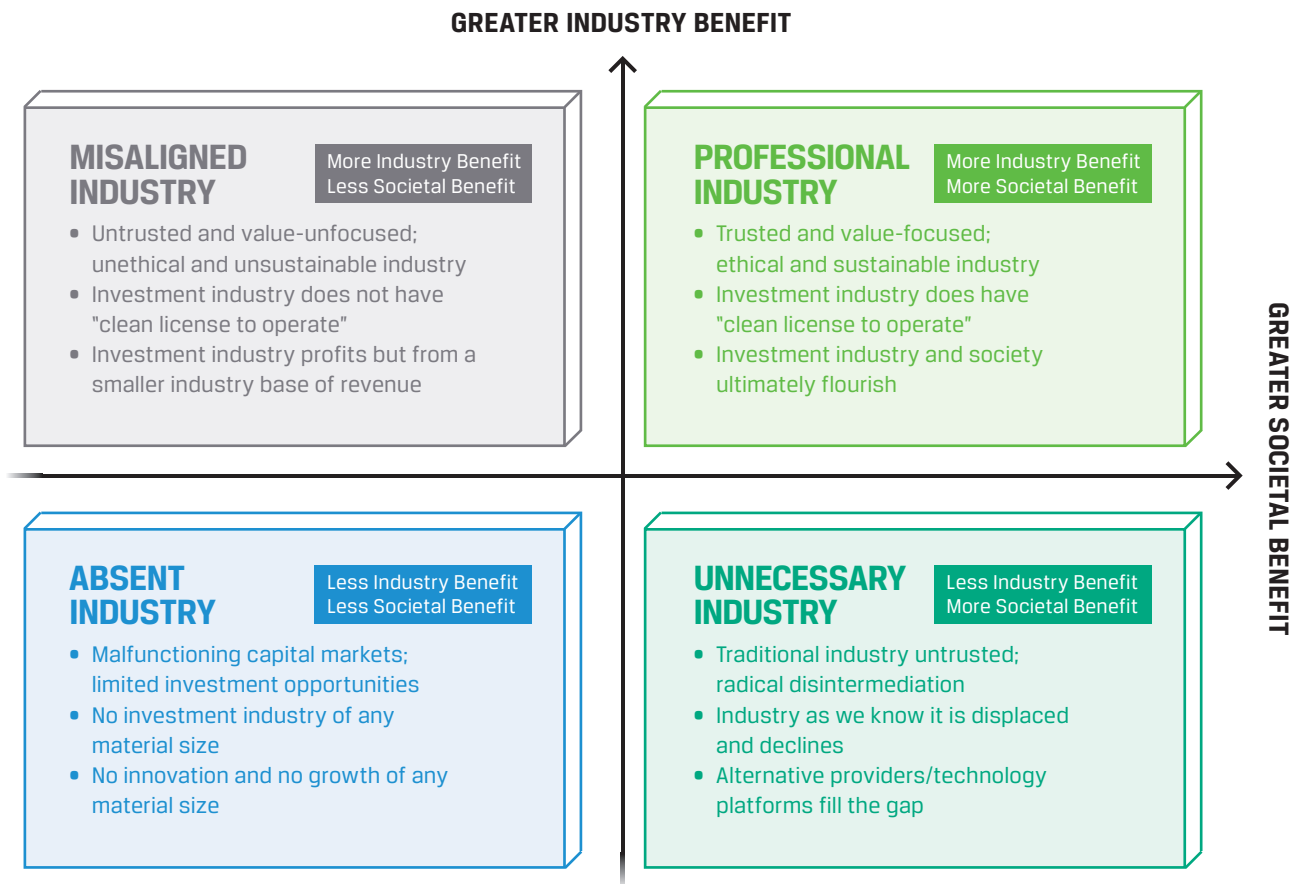 GREATER INDUSTRY BENEFIT
MISALIGNED
INDUSTRY
More Industry Benefit
Less Societal Benefit
• Untrusted and value-unfocused;
unethical and unsustainable industry
• Investment industry does not have
"clean license to operate"
• Investment industry profits but from a
smaller industry base of revenue
PROFESSIONAL
INDUSTRY
More Industry Benefit
More Societal Benefit
• Trusted and value-focused;
ethical and sustainable industry
• Investment industry does have
"clean license to operate"
• Investment industry and society
ultimately flourish
GREATER SOCIETAL BENEFIT
ABSENT
INDUSTRY
Less Industry Benefit
Less Societal Benefit
• Malfunctioning capital markets;
limited investment opportunities
• No investment industry of any
material size
• No innovation and no growth of any
material size
UNNECESSARY
INDUSTRY
Less Industry Benefit
More Societal Benefit
• Traditional industry untrusted;
radical disintermediation
• Industry as we know it is displaced
and declines
• Alternative providers/technology
platforms fill the gap